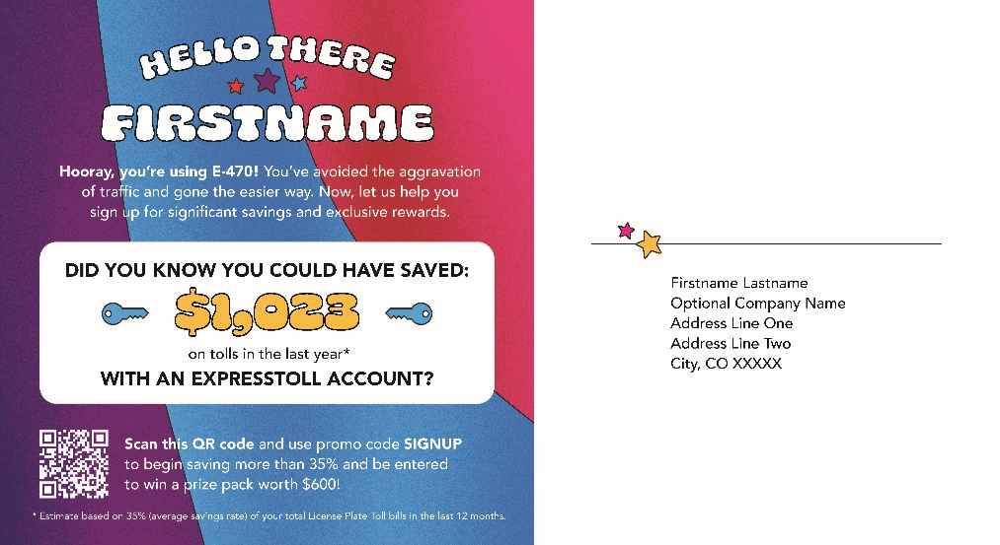 HELLO THERE
FIRSTNAME
Hooray, you're using E-470! You've avoided the aggravation
of traffic and gone the easier way. Now, let us help you
sign up for significant savings and exclusive rewards.
DID YOU KNOW YOU COULD HAVE SAVED:
$1,023
on tolls in the last year*
WITH AN EXPRESSTOLL ACCOUNT?
Scan this QR code and use promo code SIGNUP
to begin saving more than 35% and be entered
to win a prize pack worth $600!
* Estimate based on 35% (average savings rate) of your total License Plate Toll bills in the last 12 months.
Firstname Lastname
Optional Company Name
Address Line One
Address Line Two
City, CO XXXXX